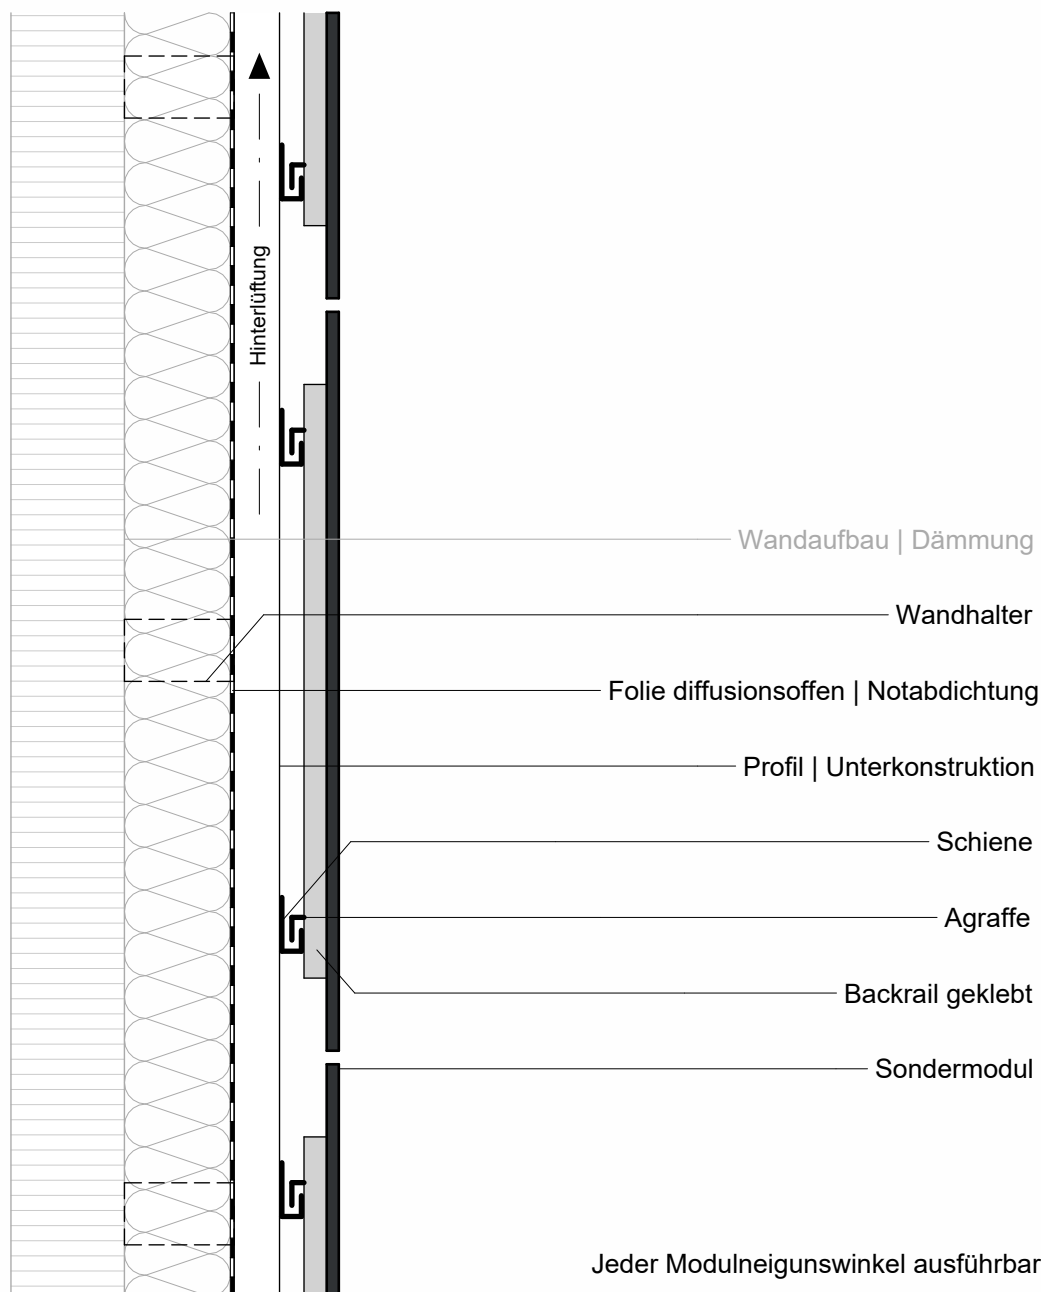 Hinterlüftung
Wandaufbau | Dämmung
Wandhalter
Folie diffusionsoffen | Notabdichtung
Profil | Unterkonstruktion
Schiene
Agraffe
Backrail geklebt
Sondermodul
Jeder Modulneigunswinkel ausführbar